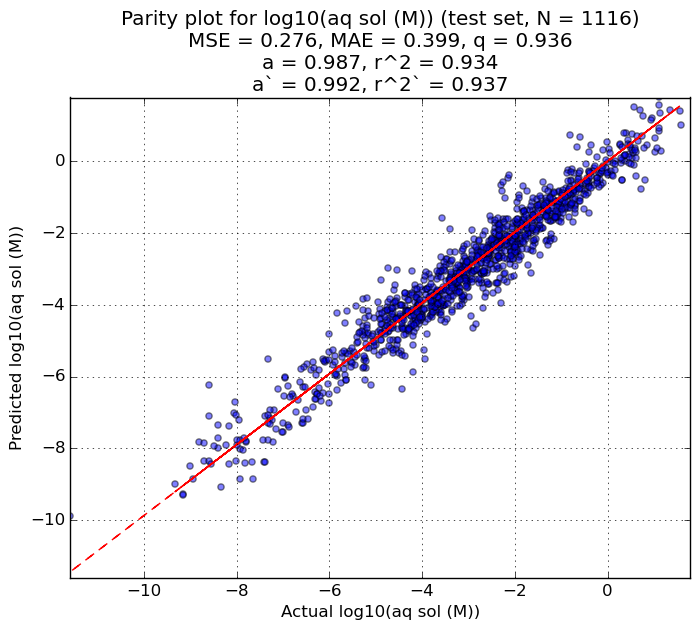 Parity plot for log10(aq sol (M)) (test set, N = 1116)
MSE = 0.276, MAE = 0.399, q = 0.936
a = 0.987, r^2 = 0.934
a` = 0.992, r^2` = 0.937
0
−2
−4
−6
−8
−10
Predicted log10(aq sol (M))
−10 −8 −6 −4 −2 0
Actual log10(aq sol (M))